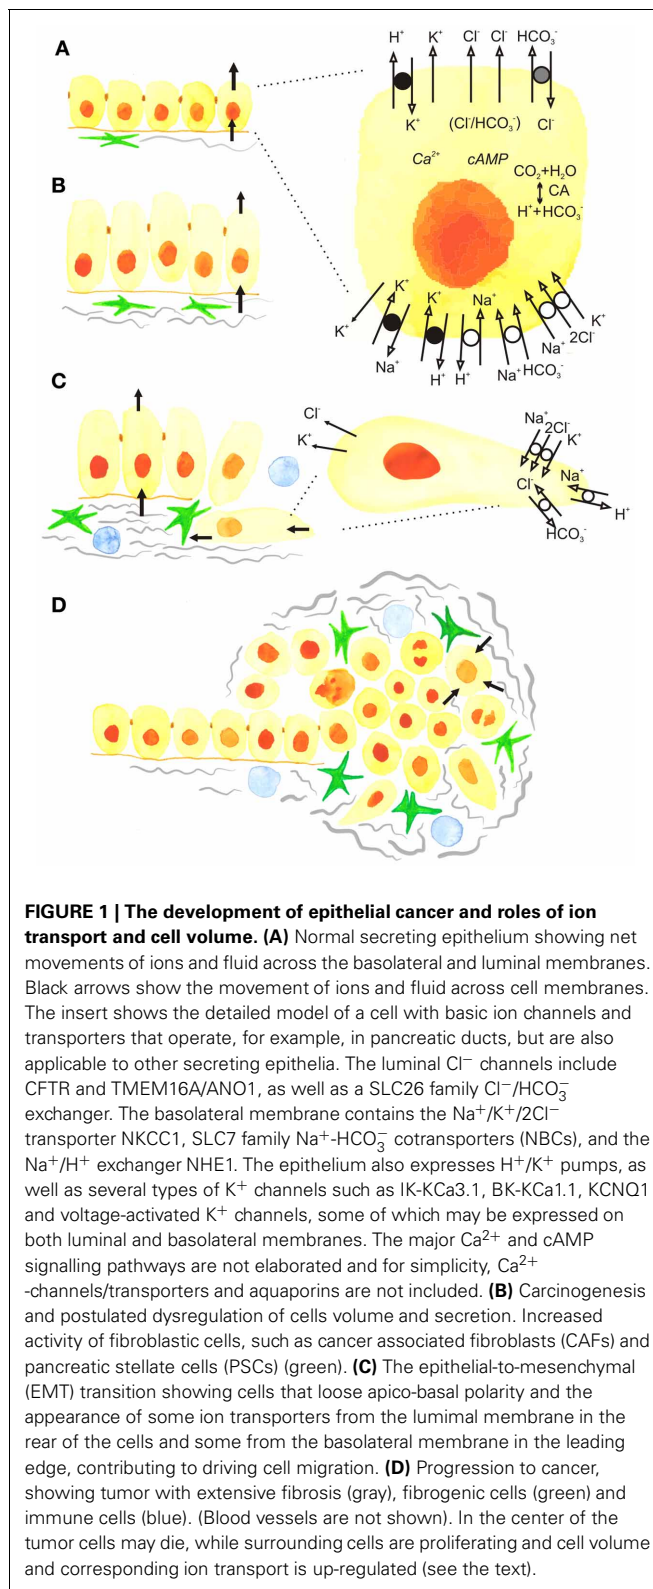 A
H⁺ K⁺ Cl⁻ Cl⁻ HCO₃⁻
K⁺ (Cl⁻/HCO₃⁻) Cl⁻
Ca²⁺ cAMP
CO₂+H₂O
CA
H⁺+HCO₃⁻
B
K⁺ K⁺ Na⁺
K⁺ Na⁺ H⁺ H⁺ Na⁺ HCO₃⁻ Na⁺ 2Cl⁻ K⁺
C
Cl⁻
K⁺
Na⁺
2Cl⁻
K⁺
Cl⁻ Na⁺
HCO₃⁻ H⁺
D
FIGURE 1 | The development of epithelial cancer and roles of ion
transport and cell volume. (A) Normal secreting epithelium showing net
movements of ions and fluid across the basolateral and luminal membranes.
Black arrows show the movement of ions and fluid across cell membranes.
The insert shows the detailed model of a cell with basic ion channels and
transporters that operate, for example, in pancreatic ducts, but are also
applicable to other secreting epithelia. The luminal Cl⁻ channels include
CFTR and TMEM16A/ANO1, as well as a SLC26 family Cl⁻/HCO₃⁻
exchanger. The basolateral membrane contains the Na⁺/K⁺/2Cl⁻
transporter NKCC1, SLC7 family Na⁺-HCO₃⁻ cotransporters (NBCs), and the
Na⁺/H⁺ exchanger NHE1. The epithelium also expresses H⁺/K⁺ pumps, as
well as several types of K⁺ channels such as IK-KCa3.1, BK-KCa1.1, KCNQ1
and voltage-activated K⁺ channels, some of which may be expressed on
both luminal and basolateral membranes. The major Ca²⁺ and cAMP
signalling pathways are not elaborated and for simplicity, Ca²⁺
-channels/transporters and aquaporins are not included. (B) Carcinogenesis
and postulated dysregulation of cells volume and secretion. Increased
activity of fibroblastic cells, such as cancer associated fibroblasts (CAFs) and
pancreatic stellate cells (PSCs) (green). (C) The epithelial-to-mesenchymal
(EMT) transition showing cells that loose apico-basal polarity and the
appearance of some ion transporters from the lumimal membrane in the
rear of the cells and some from the basolateral membrane in the leading
edge, contributing to driving cell migration. (D) Progression to cancer,
showing tumor with extensive fibrosis (gray), fibrogenic cells (green) and
immune cells (blue). (Blood vessels are not shown). In the center of the
tumor cells may die, while surrounding cells are proliferating and cell volume
and corresponding ion transport is up-regulated (see the text).